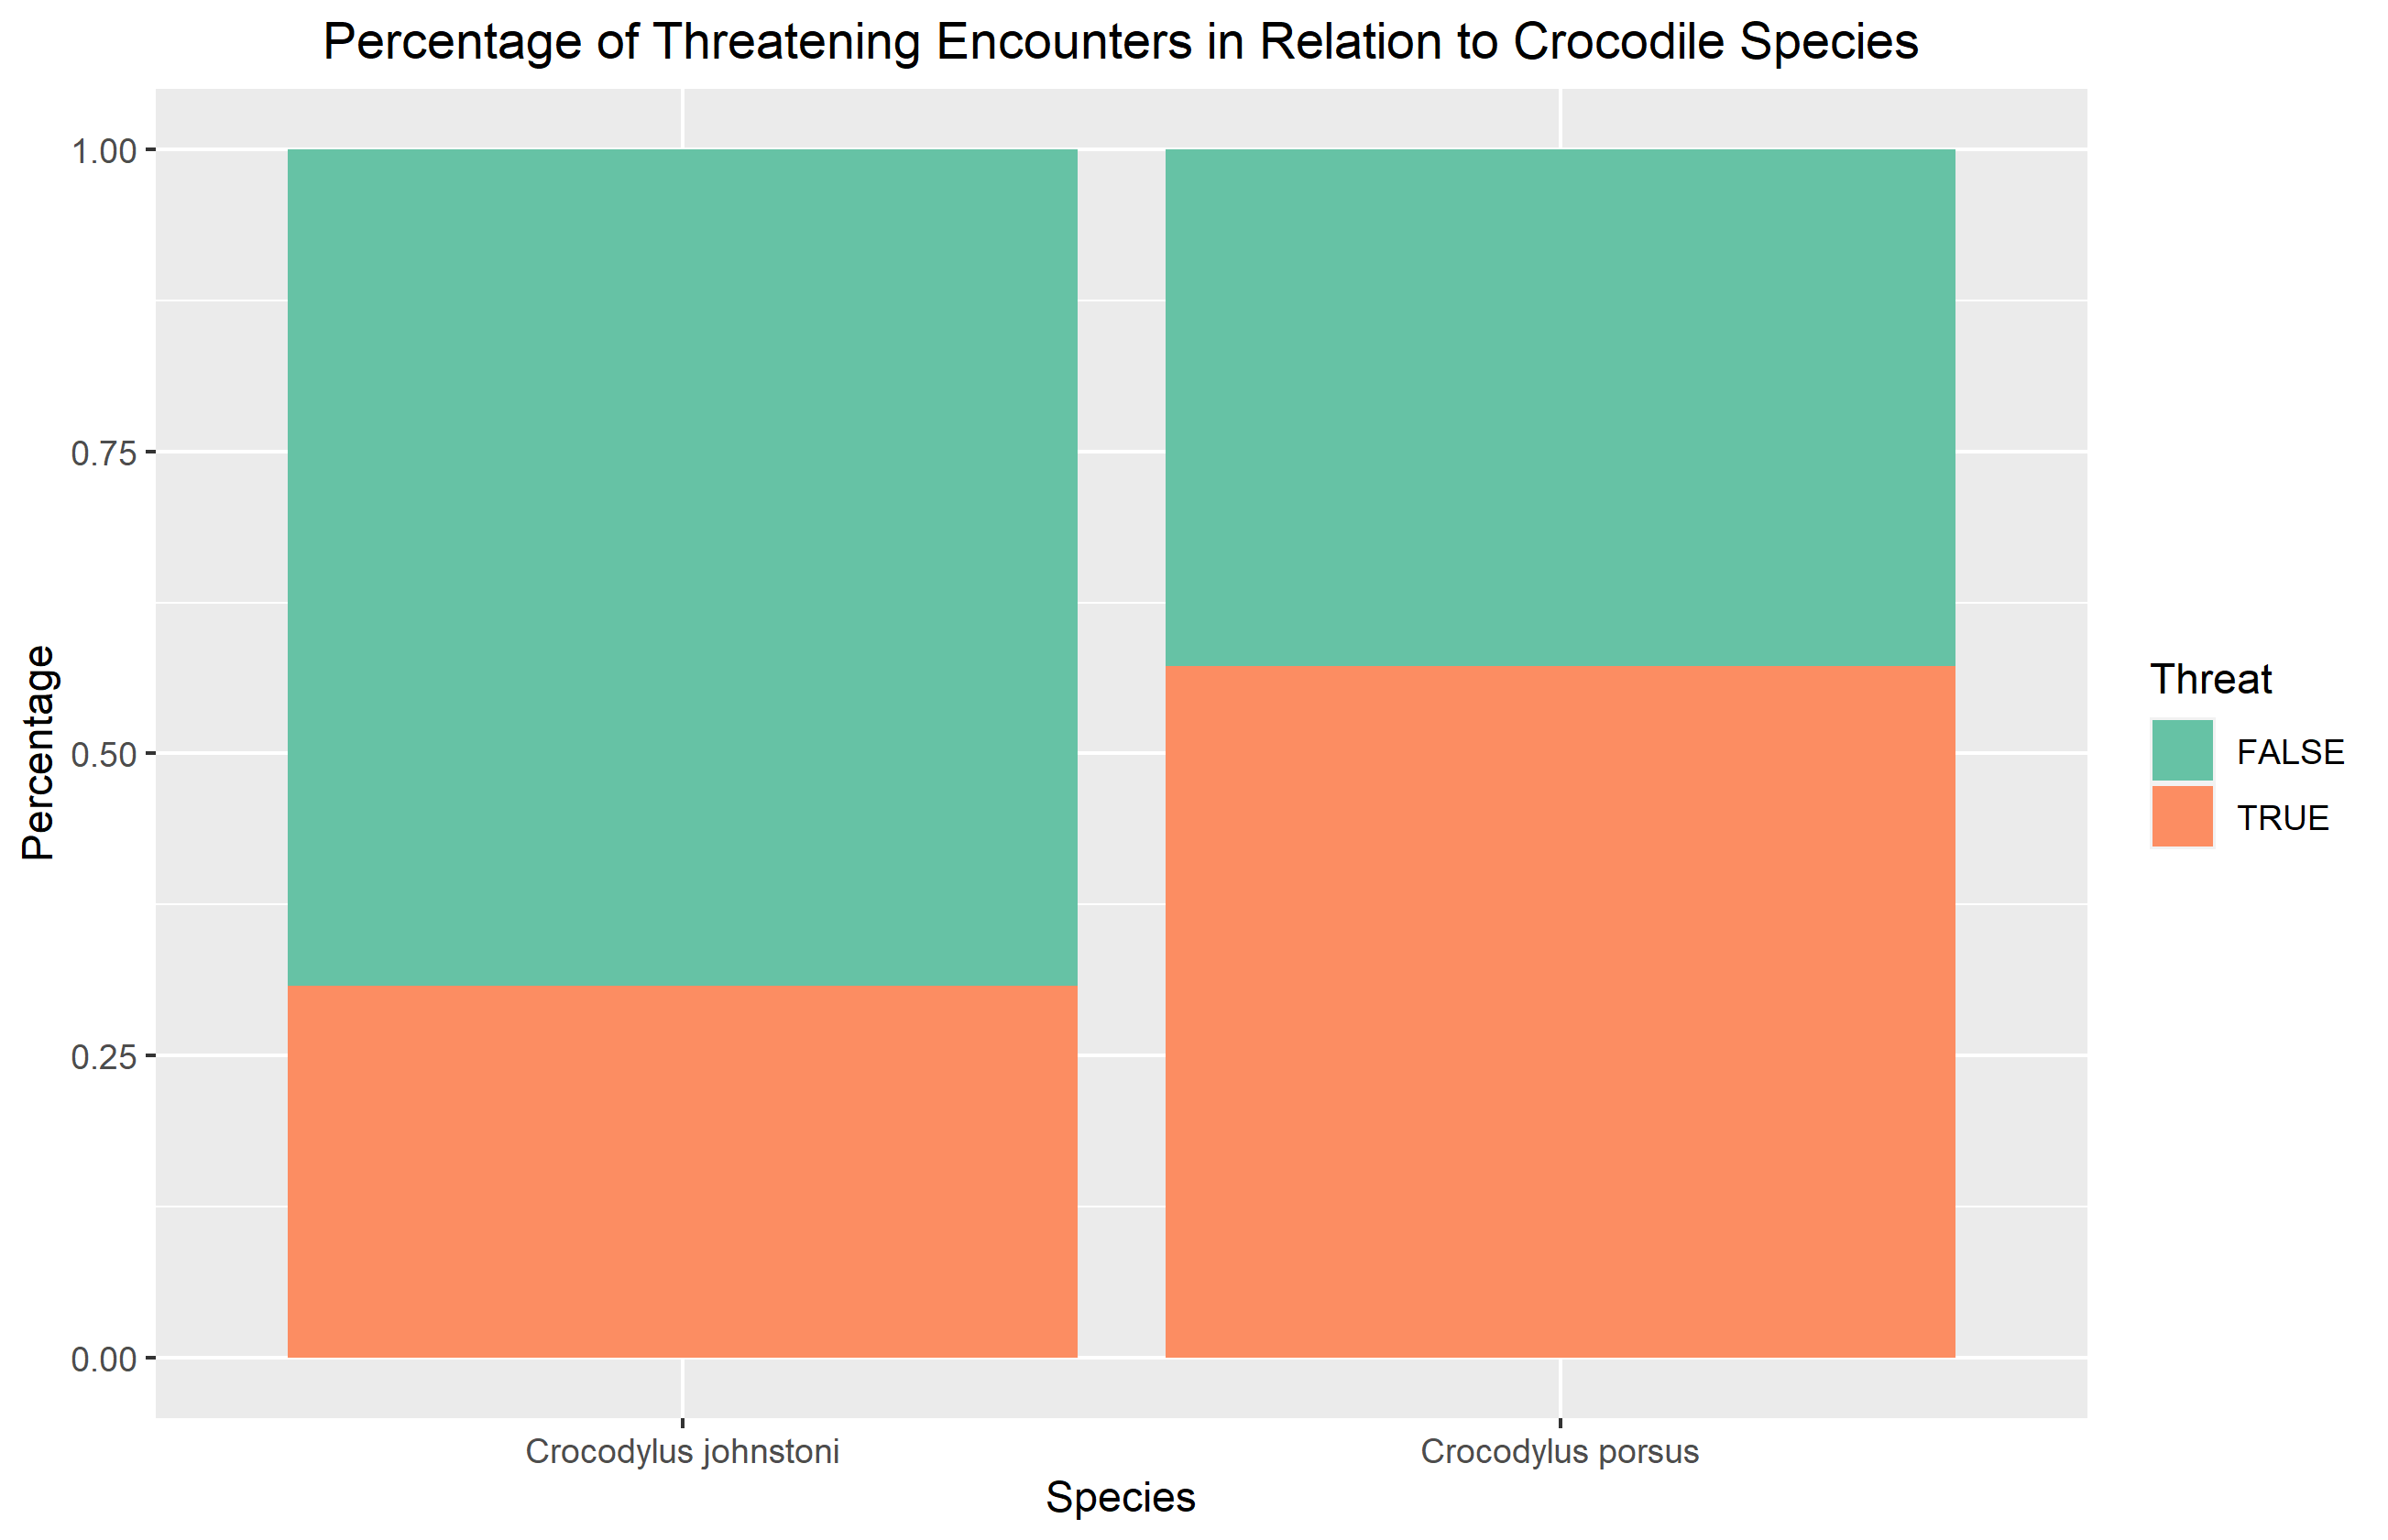 Percentage of Threatening Encounters in Relation to Crocodile Species
Percentage
1.00
0.75
0.50
0.25
0.00
Crocodylus johnstoni
Crocodylus porsus
Species
Threat
FALSE
TRUE